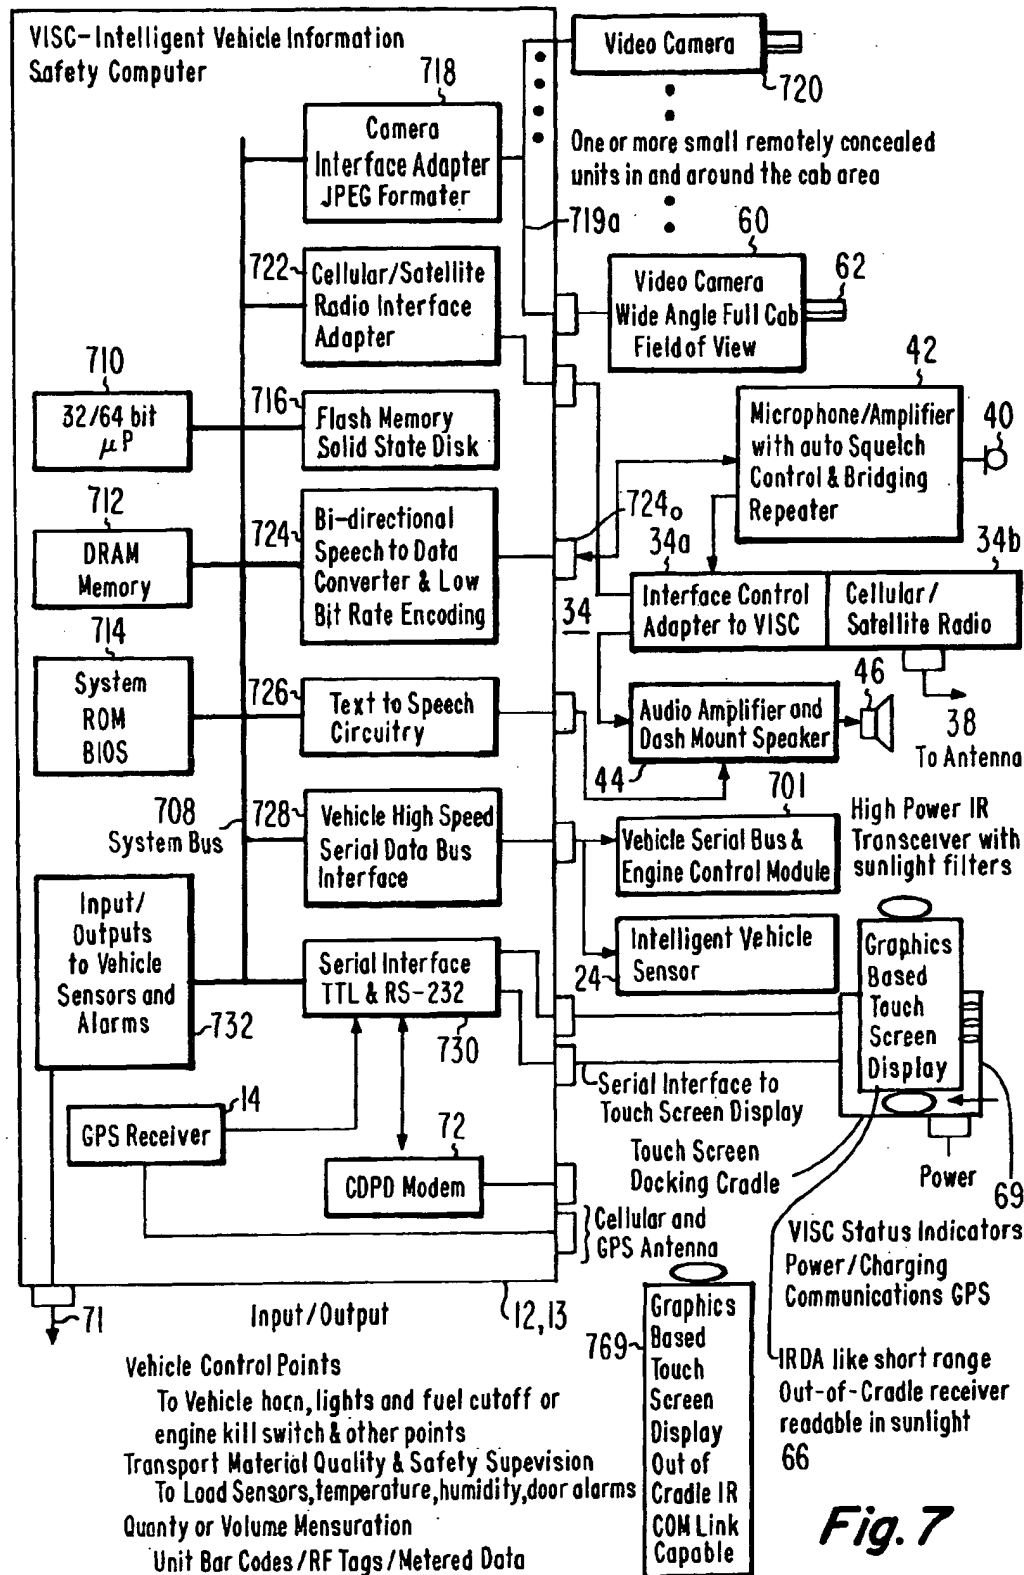 VISC-Intelligent Vehicle Information
Safety Computer
718
Camera
Interface Adapter
JPEG Formater
Video Camera
720
One or more small remotely concealed
units in and around the cab area
719a
722
Cellular/Satellite
Radio Interface
Adapter
60
Video Camera
Wide Angle Full Cab
Field of View
62
710
32/64 bit
μP
716
Flash Memory
Solid State Disk
42
Microphone/Amplifier
with auto Squelch
Control & Bridging
Repeater
40
712
DRAM
Memory
724
Bi-directional
Speech to Data
Converter & Low
Bit Rate Encoding
724o
34a
34b
34
Interface Control
Adapter to VISC
Cellular/
Satellite Radio
714
System
ROM
BIOS
726
Text to Speech
Circuitry
Audio Amplifier and
Dash Mount Speaker
44
46
38
To Antenna
708
System Bus
728
Vehicle High Speed
Serial Data Bus
Interface
701
Vehicle Serial Bus &
Engine Control Module
High Power IR
Transceiver with
sunlight filters
Input/
Outputs
to Vehicle
Sensors and
Alarms
732
Serial Interface
TTL & RS-232
730
Intelligent Vehicle
Sensor
24
Graphics
Based
Touch
Screen
Display
Serial Interface to
Touch Screen Display
14
GPS Receiver
72
CDPD Modem
Touch Screen
Docking Cradle
Power
69
Cellular and
GPS Antenna
VISC Status Indicators
Power/Charging
Communications GPS
71
Input/Output
12,13
769
Graphics
Based
Touch
Screen
Display
Out of
Cradle IR
COM Link
Capable
IRDA like short range
Out-of-Cradle receiver
readable in sunlight
66
Vehicle Control Points
To Vehicle horn, lights and fuel cutoff or
engine kill switch & other points
Transport Material Quality & Safety Supevision
To Load Sensors, temperature, humidity, door alarms
Quanty or Volume Mensuration
Unit Bar Codes/RF Tags/Metered Data
Fig. 7